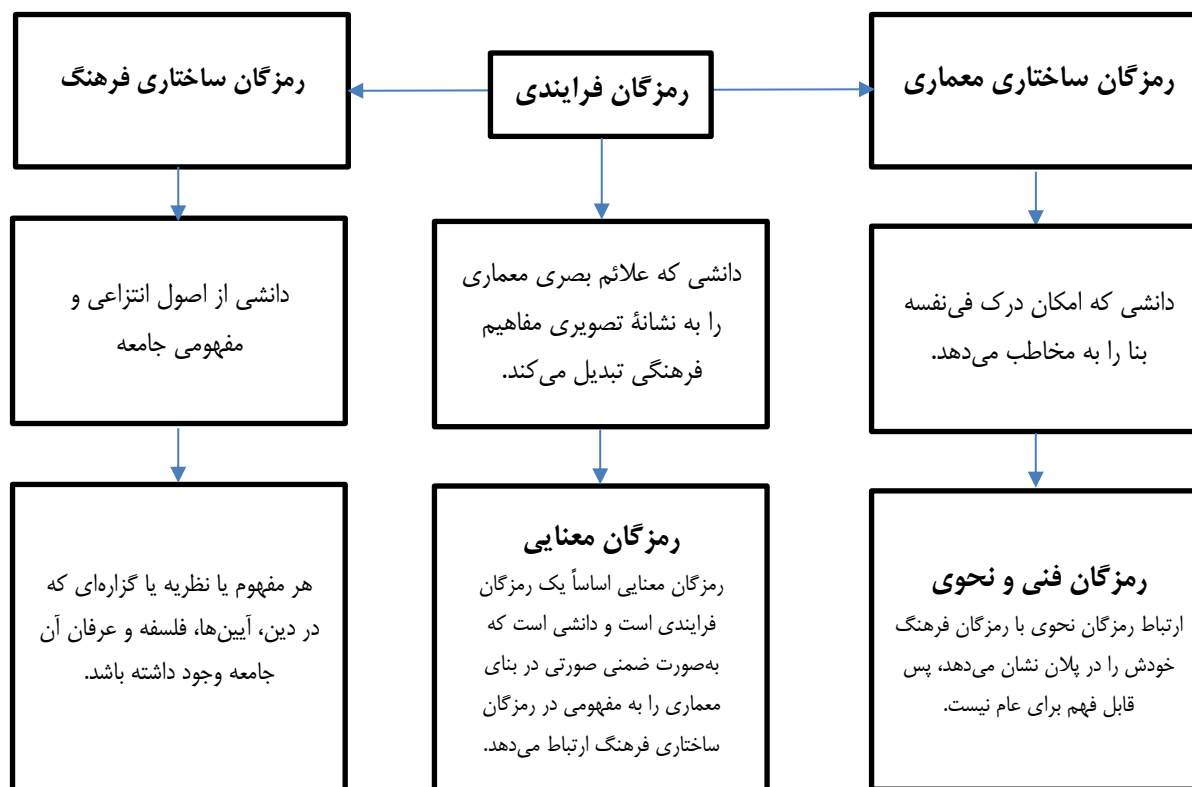 رمزگان ساختاری معماری
رمزگان فرایندی
رمزگان ساختاری فرهنگ
دانشی که امکان درک فی‌نفسه
بنا را به مخاطب می‌دهد.
دانشی که علائم بصری معماری
را به نشانهٔ تصویری مفاهیم
فرهنگی تبدیل می‌کند.
دانشی از اصول انتزاعی و
مفهومی جامعه
رمزگان فنی و نحوی
ارتباط رمزگان نحوی با رمزگان فرهنگ
خودش را در پلان نشان می‌دهد، پس
قابل فهم برای عام نیست.
رمزگان معنایی
رمزگان معنایی اساساً یک رمزگان
فرایندی است و دانشی است که
به‌صورت ضمنی صورتی در بنای
معماری را به مفهومی در رمزگان
ساختاری فرهنگ ارتباط می‌دهد.
هر مفهوم یا نظریه یا گزاره‌ای که
در دین، آیین‌ها، فلسفه و عرفان آن
جامعه وجود داشته باشد.